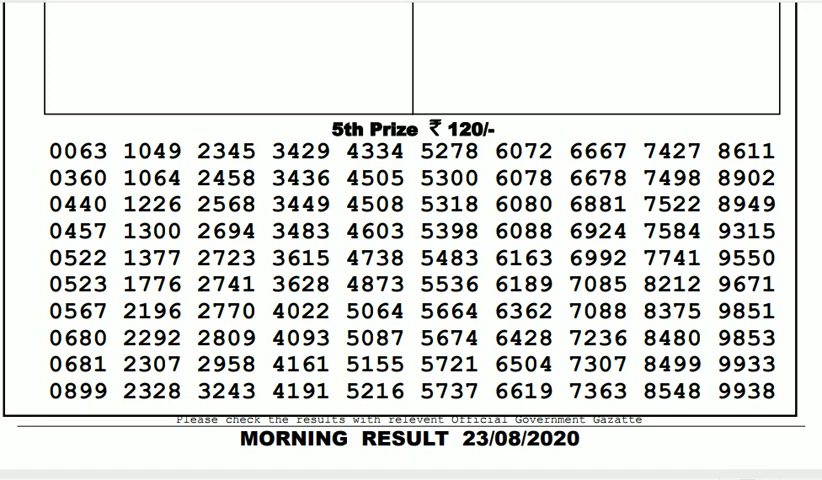 5th Prize ₹ 120/-
0063 1049 2345 3429 4334 5278 6072 6667 7427 8611
0360 1064 2458 3436 4505 5300 6078 6678 7498 8902
0440 1226 2568 3449 4508 5318 6080 6881 7522 8949
0457 1300 2694 3483 4603 5398 6088 6924 7584 9315
0522 1377 2723 3615 4738 5483 6163 6992 7741 9550
0523 1776 2741 3628 4873 5536 6189 7085 8212 9671
0567 2196 2770 4022 5064 5664 6362 7088 8375 9851
0680 2292 2809 4093 5087 5674 6428 7236 8480 9853
0681 2307 2958 4161 5155 5721 6504 7307 8499 9933
0899 2328 3243 4191 5216 5737 6619 7363 8548 9938
Please check the results with relevent Official Government Gazatte
MORNING RESULT 23/08/2020